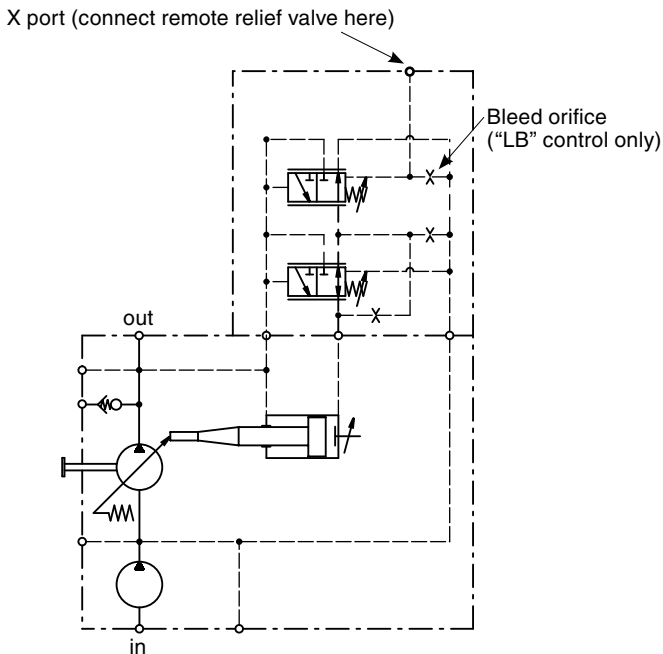 X port (connect remote relief valve here)
Bleed orifice
(“LB” control only)
out
in